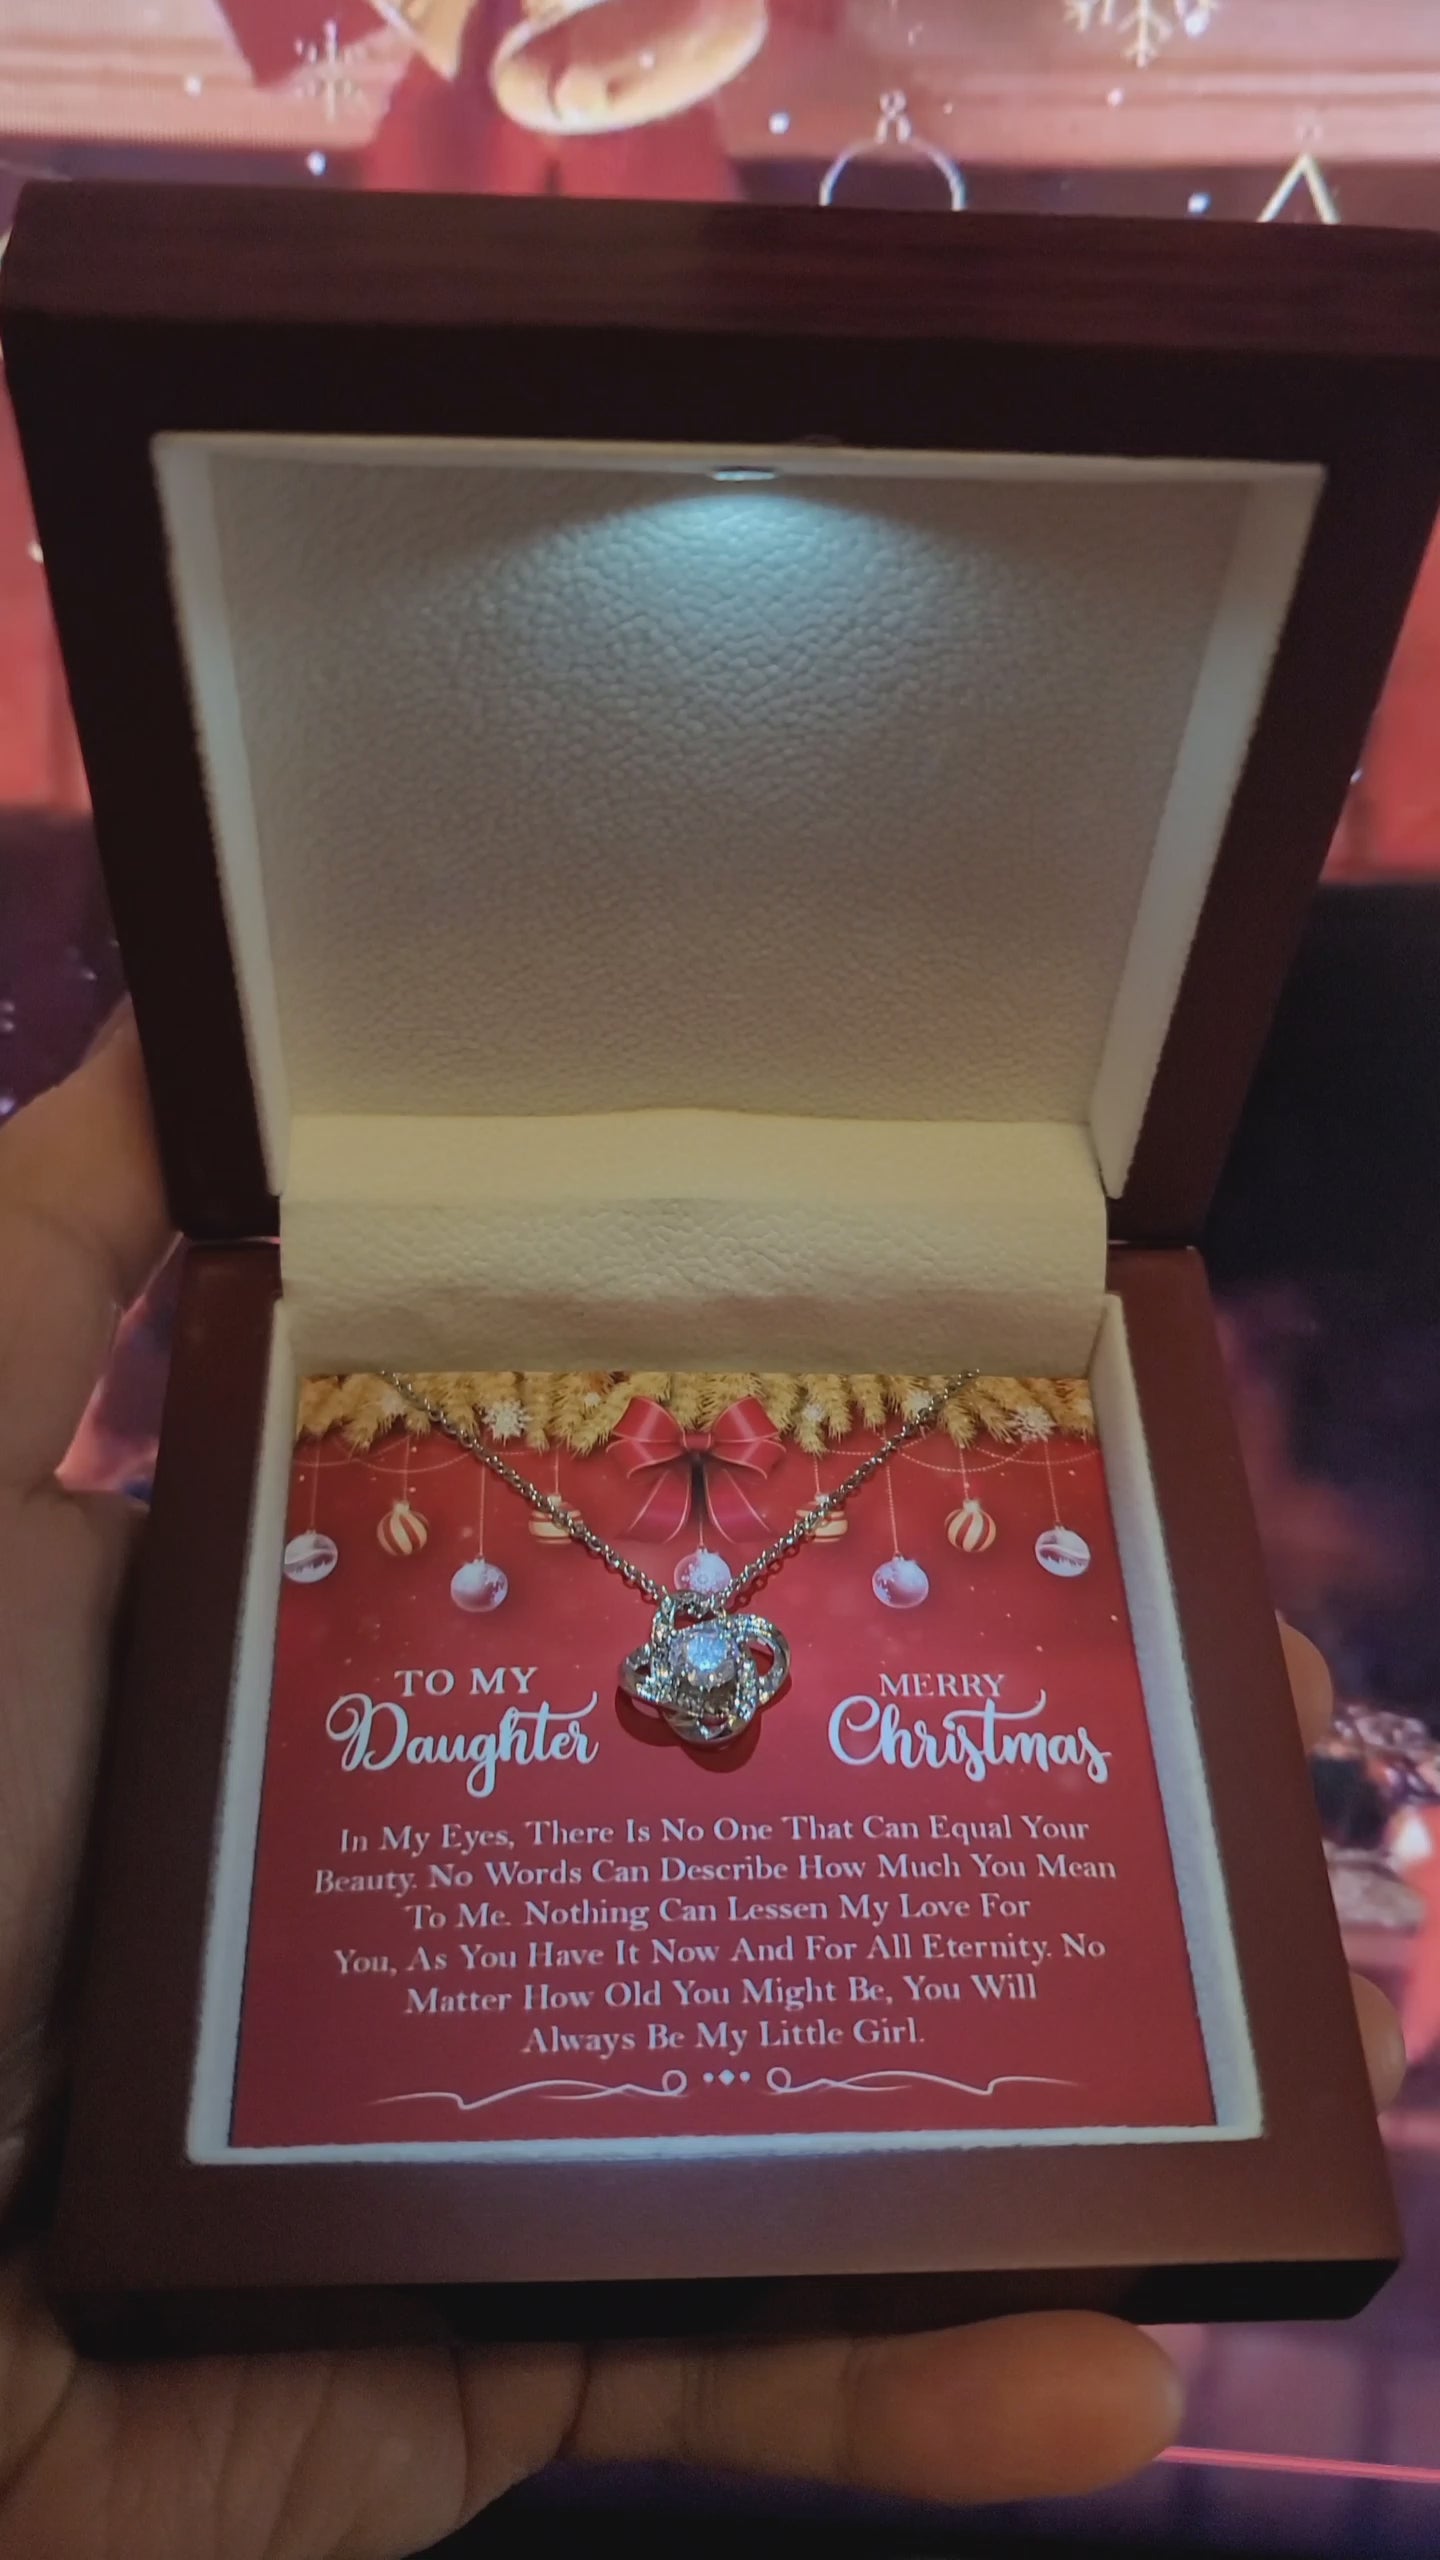 TO MY
Daughter
MERRY
Christmas
In My Eyes, There Is No One That Can Equal Your
Beauty. No Words Can Describe How Much You Mean
To Me. Nothing Can Lessen My Love For
You, As You Have It Now And For All Eternity. No
Matter How Old You Might Be, You Will
Always Be My Little Girl.